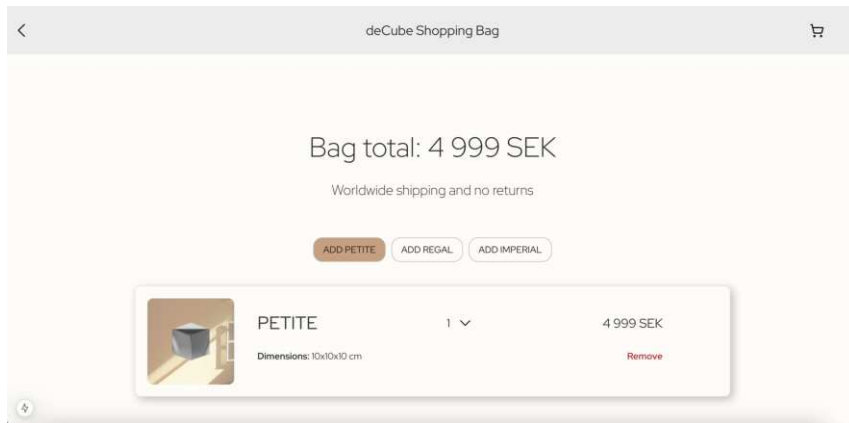 deCube Shopping Bag
Bag total: 4 999 SEK
Worldwide shipping and no returns
ADD PETITE ADD REGAL ADD IMPERIAL
PETITE 1 4 999 SEK
Dimensions: 10x10x10 cm Remove